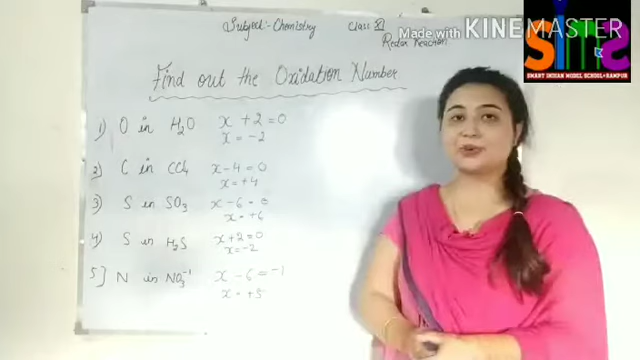 Subject:- Chemistry Class XI
Made with KINEMASTER
Redox Reaction
SIMS
SMART INDIAN MODEL SCHOOL-RAMPUR
Find out the Oxidation Number
1) O in H₂O x + 2 = 0
x = -2
2) C in CCl₄ x - 4 = 0
x = +4
3) S in SO₃ x - 6 = 0
x = +6
4) S in H₂S x + 2 = 0
x = -2
5] N in NO₃⁻¹ x - 6 = -1
x = +5